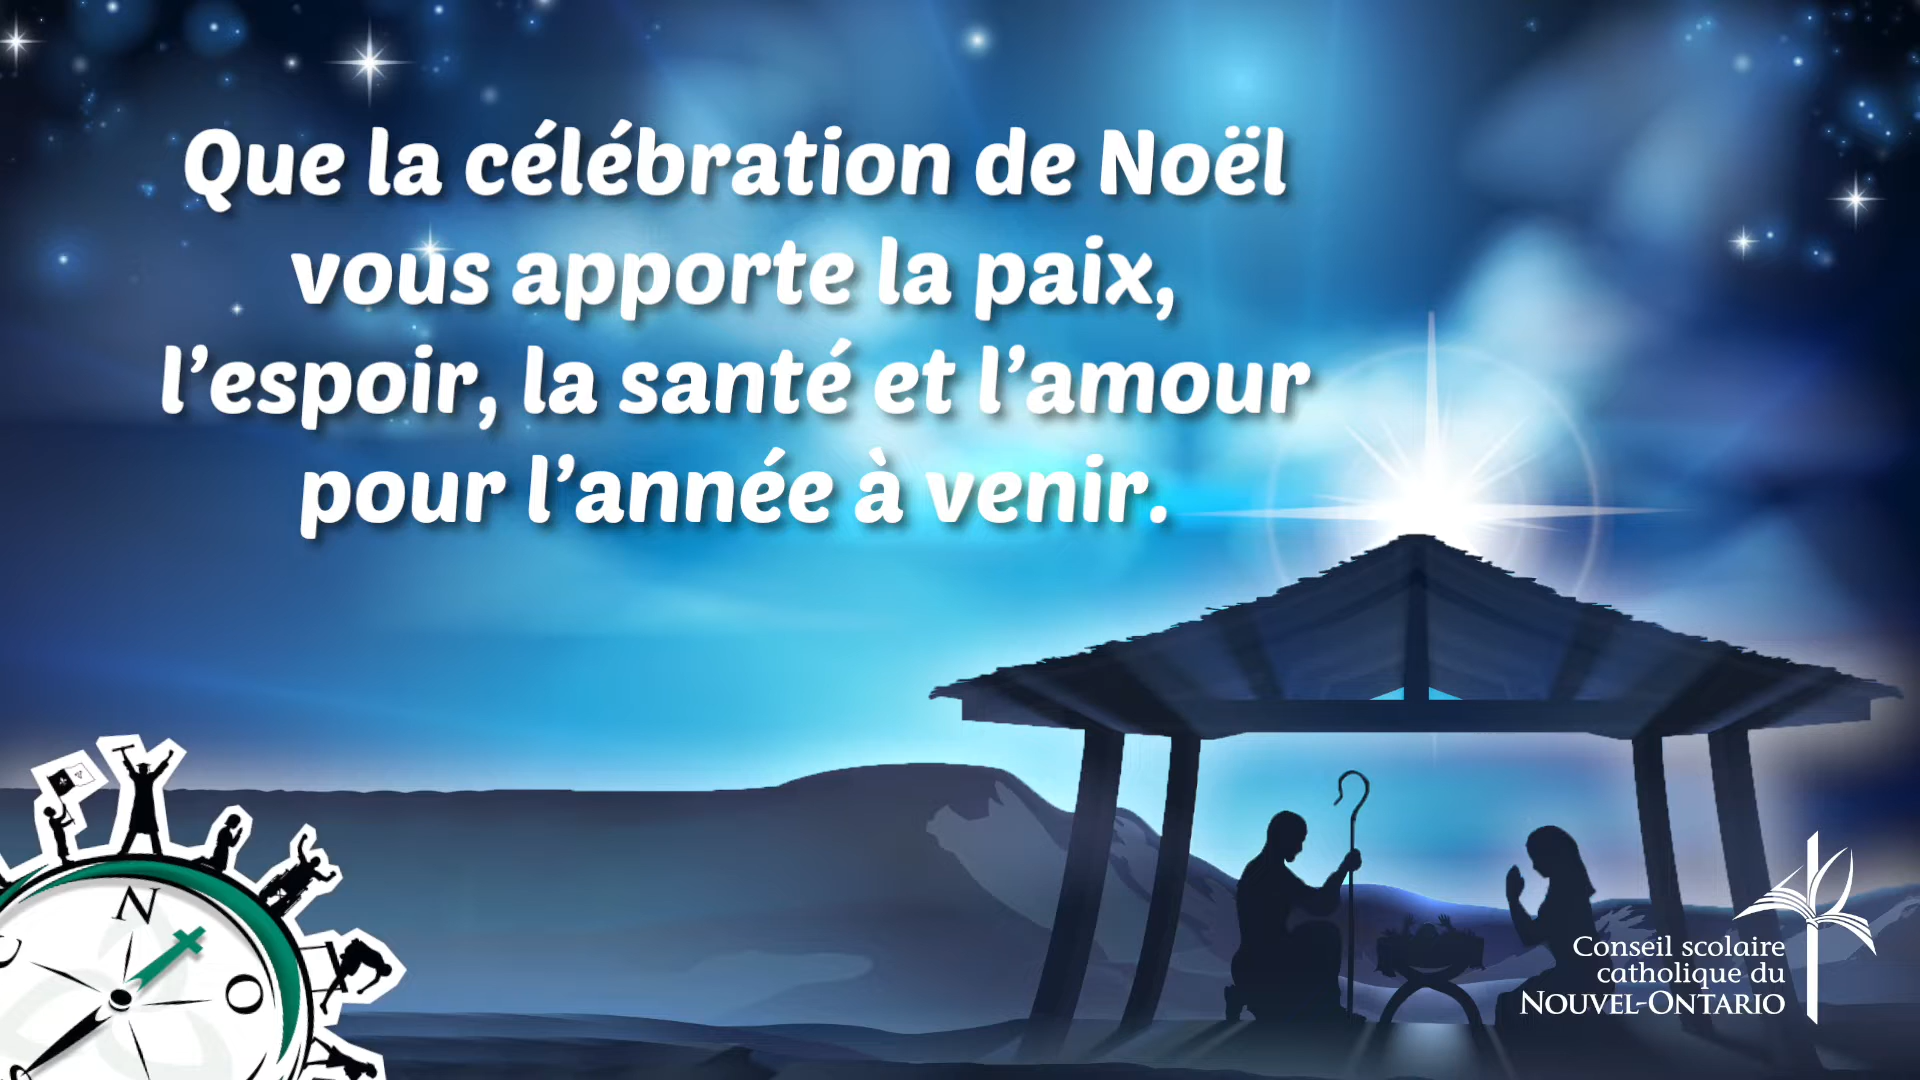 Que la célébration de Noël
vous apporte la paix,
l’espoir, la santé et l’amour
pour l’année à venir.
N
O
C
Conseil scolaire
catholique du
NOUVEL-ONTARIO